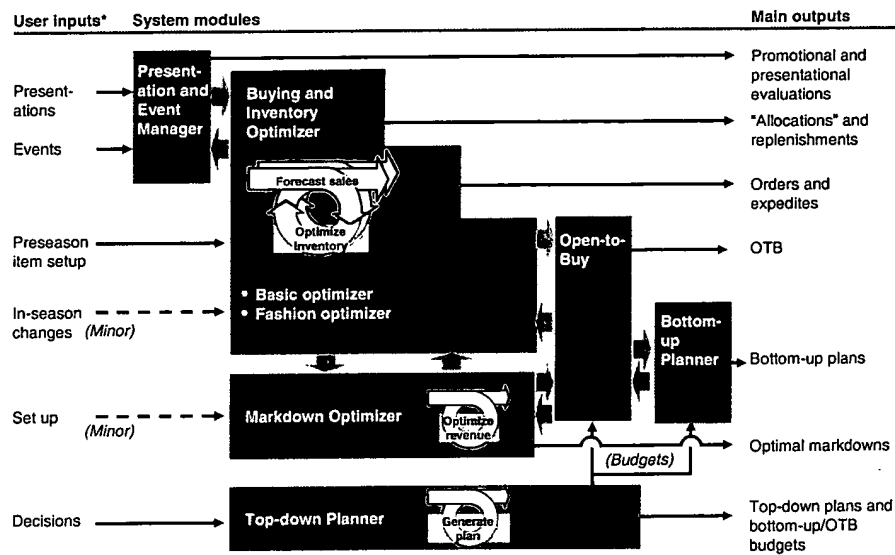 User inputs*
System modules
Main outputs
Present-
ations
Events
Preseason
item setup
In-season
changes
(Minor)
Set up
(Minor)
Decisions
Present-
ation and
Event
Manager
Buying and
Inventory
Optimizer
Forecast sales
Optimize
Inventory
• Basic optimizer
• Fashion optimizer
Open-to-
Buy
Bottom-
up
Planner
Markdown Optimizer
Optimize
revenue
(Budgets)
Top-down Planner
Generate
plan
Promotional and
presentational
evaluations
"Allocations" and
replenishments
Orders and
expedites
OTB
Bottom-up plans
Optimal markdowns
Top-down plans and
bottom-up/OTB
budgets